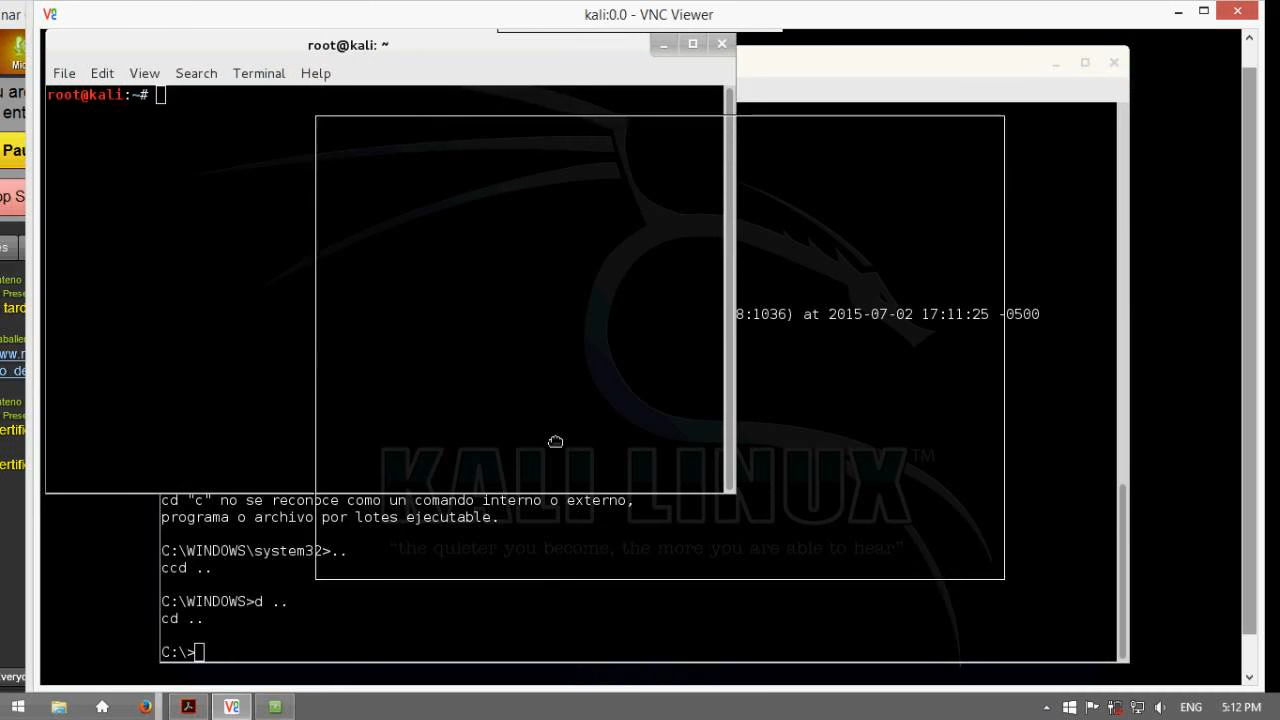 kali:0.0 - VNC Viewer
root@kali: ~
File Edit View Search Terminal Help
root@kali:~#
8:1036) at 2015-07-02 17:11:25 -0500
KALI LINUX™
"the quieter you become, the more you are able to hear"
cd "c" no se reconoce como un comando interno o externo,
programa o archivo por lotes ejecutable.
C:\WINDOWS\system32>..
ccd ..
C:\WINDOWS>d ..
cd ..
C:\>
ENG 5:12 PM